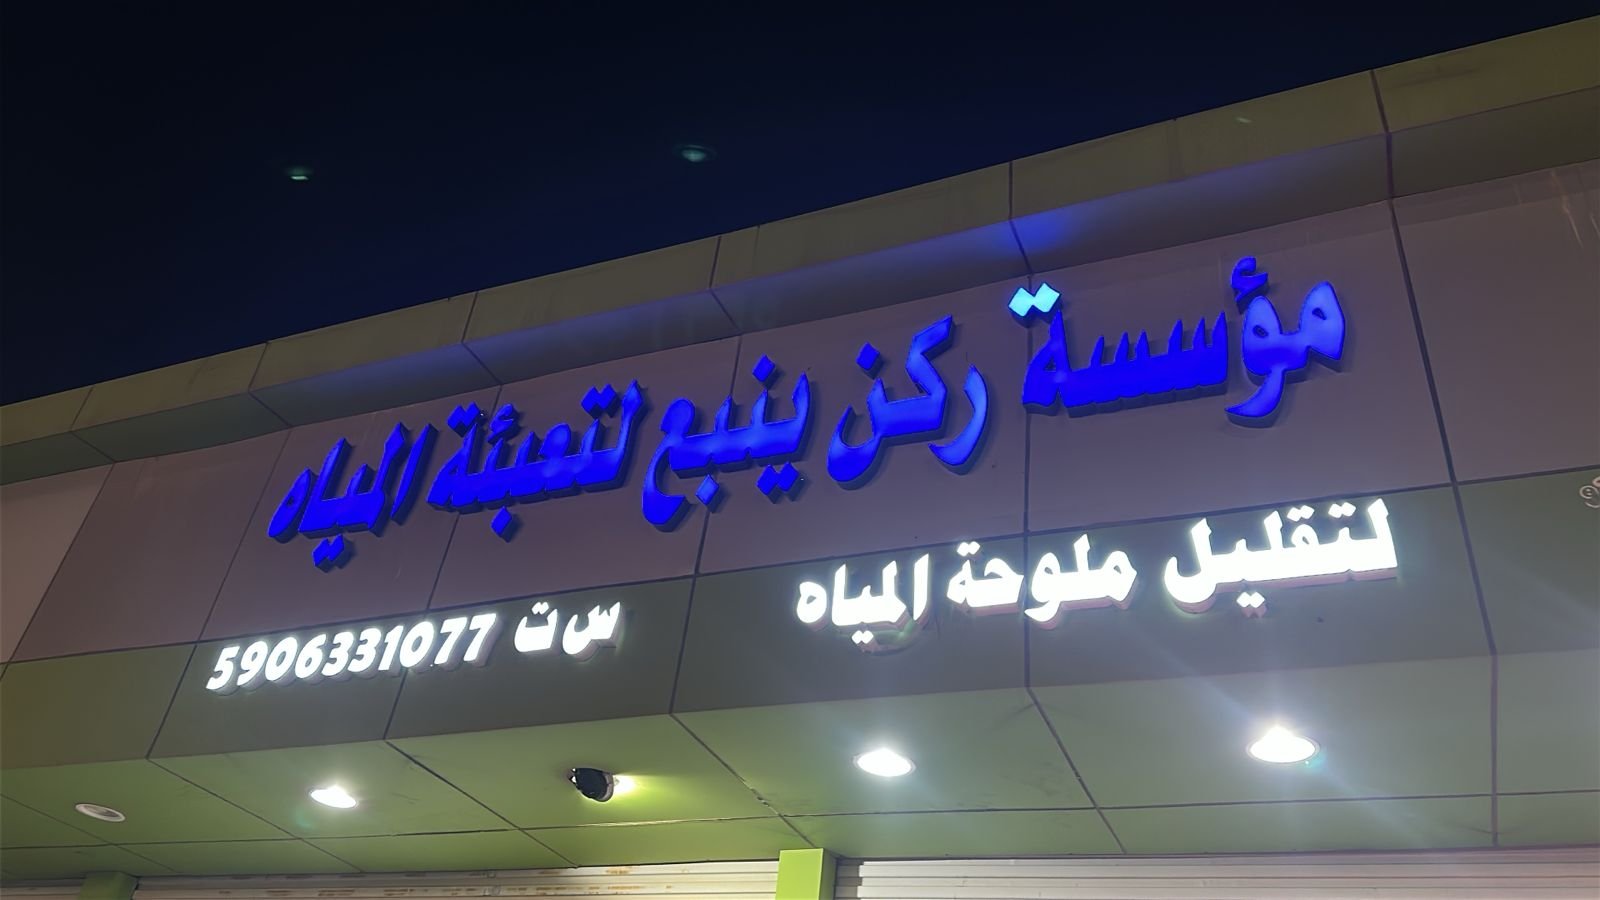 مؤسسة ركن ينبع لتعبئة المياه
لتقليل ملوحة المياه
س ت 5906331077